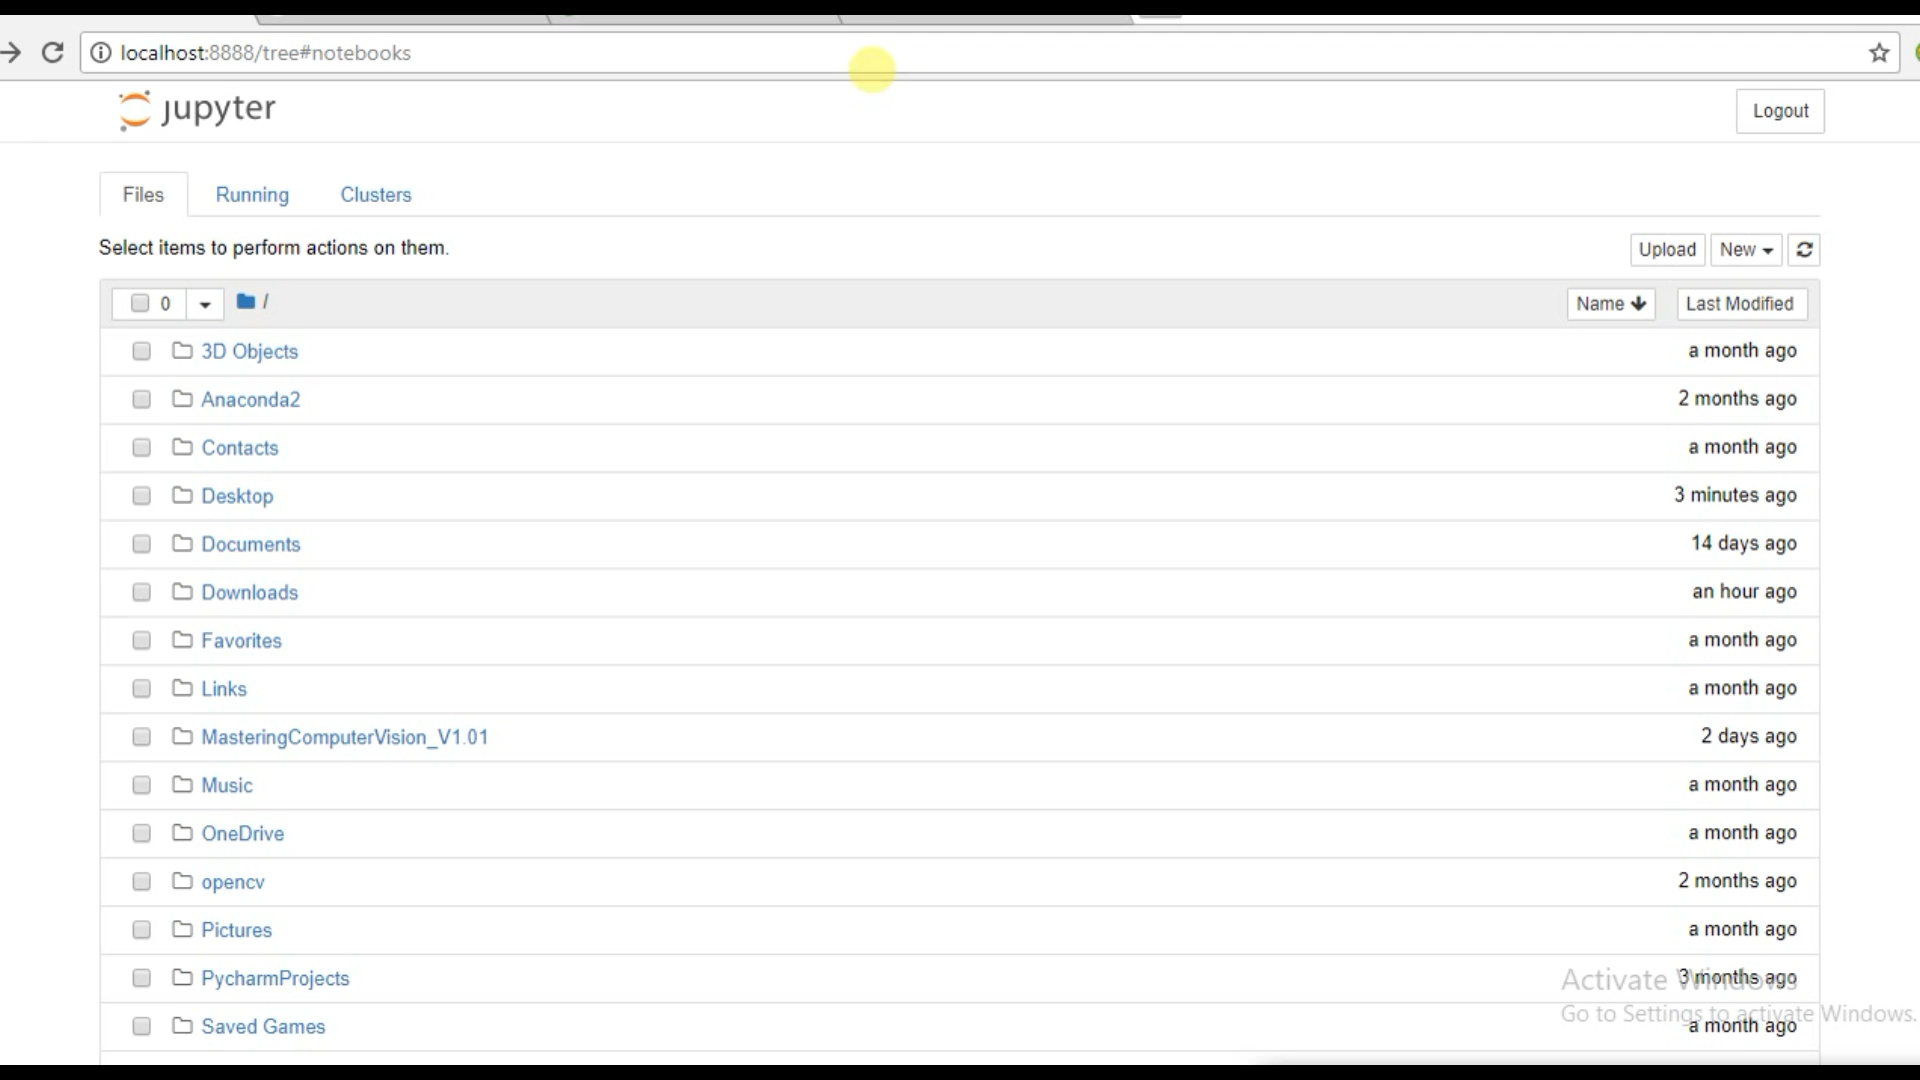 localhost:8888/tree#notebooks
jupyter
Logout
Files Running Clusters
Select items to perform actions on them.
Upload New
0 / Name Last Modified
3D Objects a month ago
Anaconda2 2 months ago
Contacts a month ago
Desktop 3 minutes ago
Documents 14 days ago
Downloads an hour ago
Favorites a month ago
Links a month ago
MasteringComputerVision_V1.01 2 days ago
Music a month ago
OneDrive a month ago
opencv 2 months ago
Pictures a month ago
PycharmProjects 3 months ago
Activate Windows
Saved Games a month ago
Go to Settings to activate Windows.